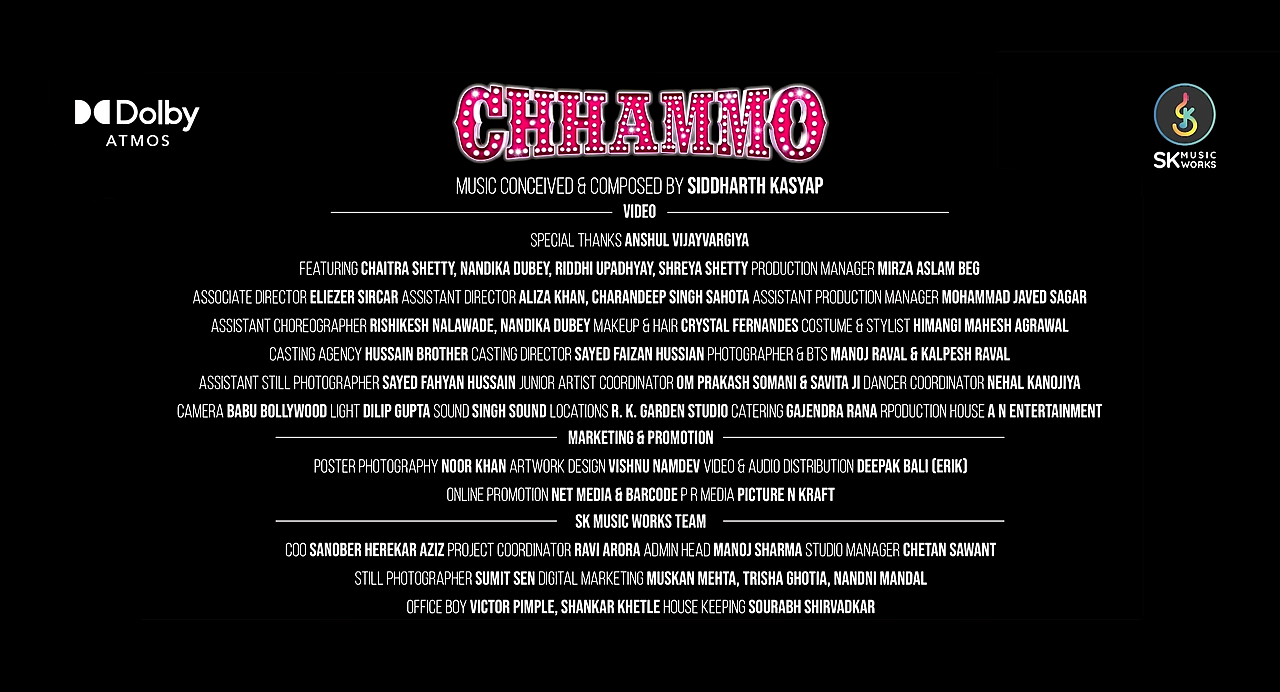 Dolby
ATMOS
CHHAMMO
SK MUSIC WORKS
MUSIC CONCEIVED & COMPOSED BY SIDDHARTH KASYAP
VIDEO
SPECIAL THANKS ANSHUL VIJAYVARGIYA
FEATURING CHAITRA SHETTY, NANDIKA DUBEY, RIDDHI UPADHYAY, SHREYA SHETTY PRODUCTION MANAGER MIRZA ASLAM BEG
ASSOCIATE DIRECTOR ELIEZER SIRCAR ASSISTANT DIRECTOR ALIZA KHAN, CHARANDEEP SINGH SAHOTA ASSISTANT PRODUCTION MANAGER MOHAMMAD JAVED SAGAR
ASSISTANT CHOREOGRAPHER RISHIKESH NALAWADE, NANDIKA DUBEY MAKEUP & HAIR CRYSTAL FERNANDES COSTUME & STYLIST HIMANGI MAHESH AGRAWAL
CASTING AGENCY HUSSAIN BROTHER CASTING DIRECTOR SAYED FAIZAN HUSSIAN PHOTOGRAPHER & BTS MANOJ RAVAL & KALPESH RAVAL
ASSISTANT STILL PHOTOGRAPHER SAYED FAHYAN HUSSAIN JUNIOR ARTIST COORDINATOR OM PRAKASH SOMANI & SAVITA JI DANCER COORDINATOR NEHAL KANOJIYA
CAMERA BABU BOLLYWOOD LIGHT DILIP GUPTA SOUND SINGH SOUND LOCATIONS R. K. GARDEN STUDIO CATERING GAJENDRA RANA RPODUCTION HOUSE A N ENTERTAINMENT
MARKETING & PROMOTION
POSTER PHOTOGRAPHY NOOR KHAN ARTWORK DESIGN VISHNU NAMDEV VIDEO & AUDIO DISTRIBUTION DEEPAK BALI (ERIK)
ONLINE PROMOTION NET MEDIA & BARCODE P R MEDIA PICTURE N KRAFT
SK MUSIC WORKS TEAM
COO SANOBER HEREKAR AZIZ PROJECT COORDINATOR RAVI ARORA ADMIN HEAD MANOJ SHARMA STUDIO MANAGER CHETAN SAWANT
STILL PHOTOGRAPHER SUMIT SEN DIGITAL MARKETING MUSKAN MEHTA, TRISHA GHOTIA, NANDNI MANDAL
OFFICE BOY VICTOR PIMPLE, SHANKAR KHETLE HOUSE KEEPING SOURABH SHIRVADKAR